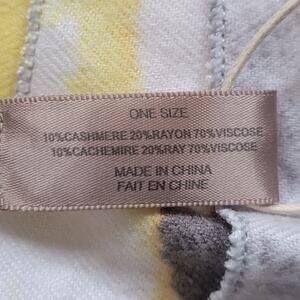 ONE SIZE
10%CASHMERE 20%RAYON 70%VISCOSE
10%CACHEMIRE 20%RAY 70%VISCOSE
MADE IN CHINA
FAIT EN CHINE